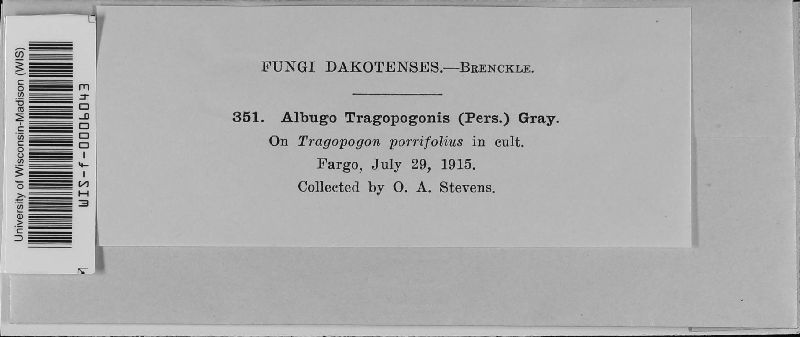 University of Wisconsin-Madison (WIS)
WIS-f-0009043
FUNGI DAKOTENSES.—BRENCKLE.
351. Albugo Tragopogonis (Pers.) Gray.
On Tragopogon porrifolius in cult.
Fargo, July 29, 1915.
Collected by O. A. Stevens.